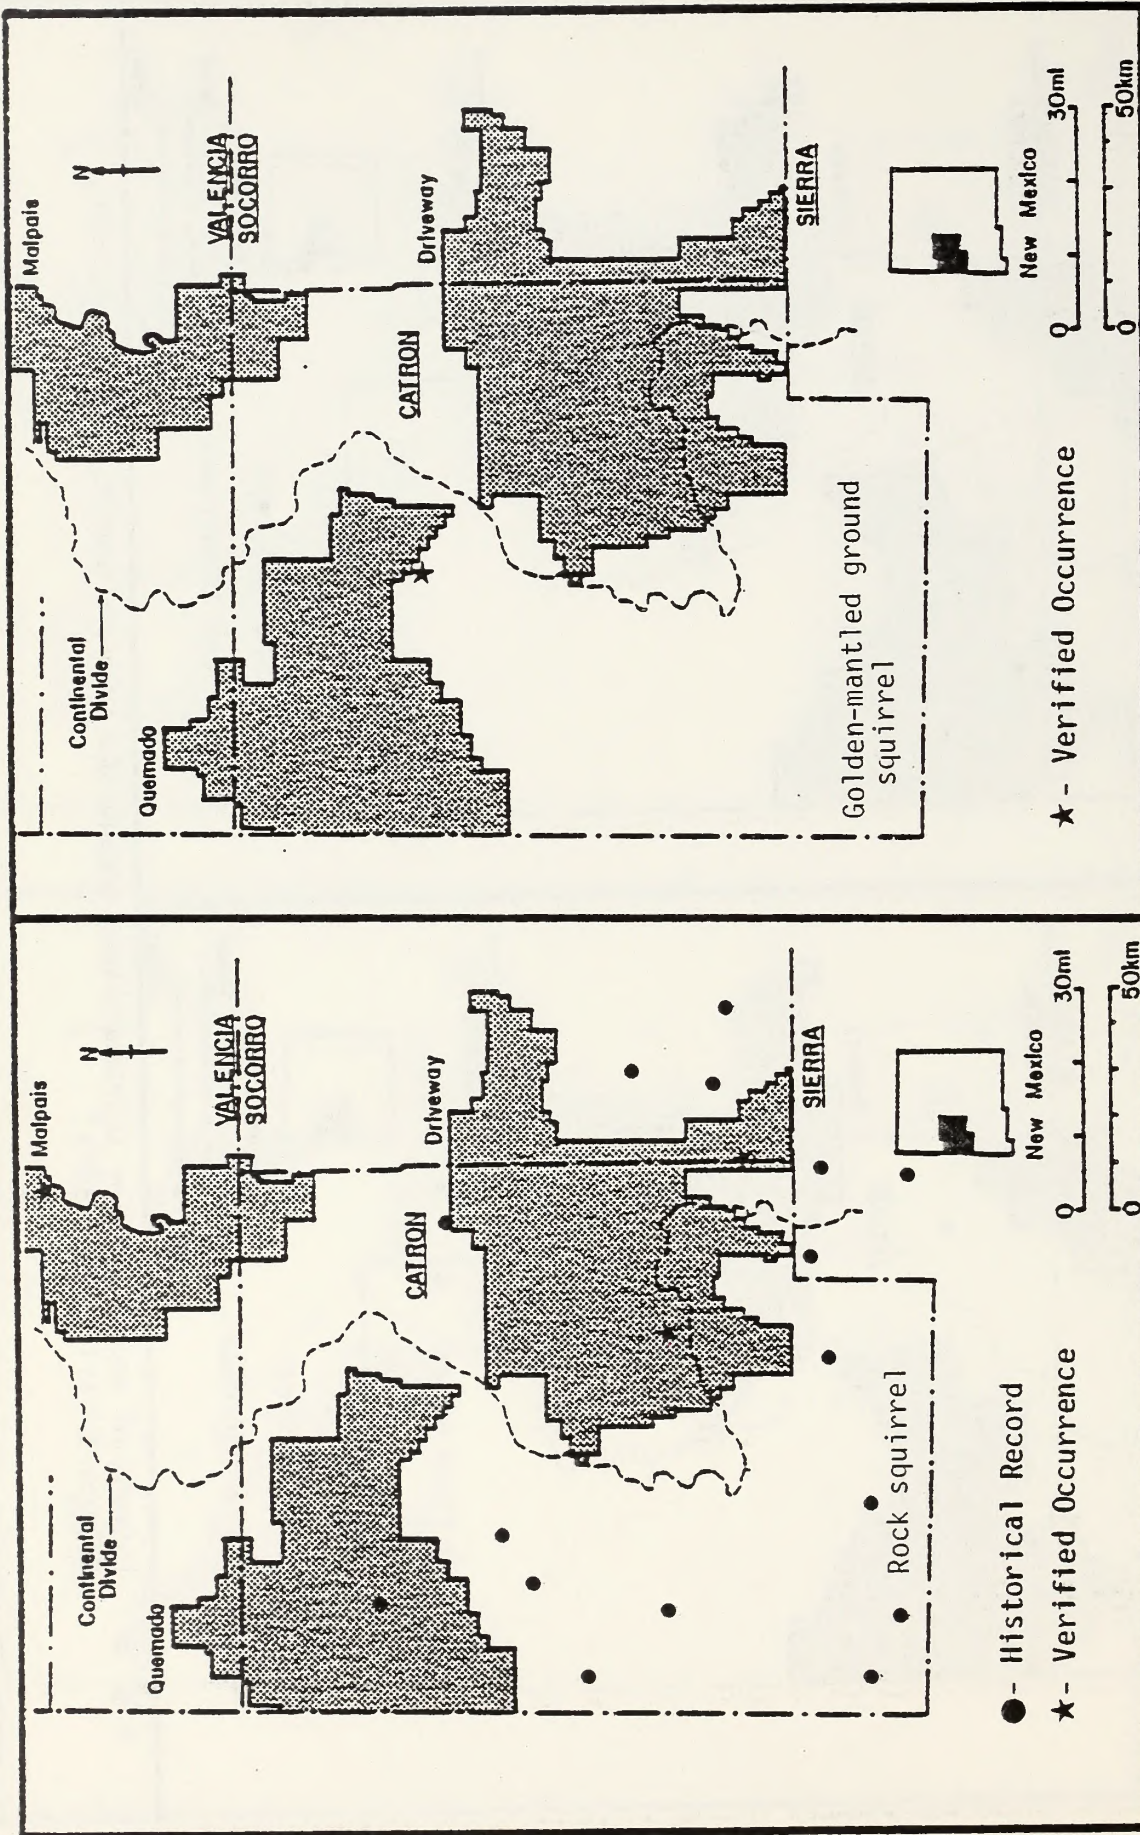 Malpais
N
VALENCIA
SOCORRO
Continental
Divide
Quemado
Driveway
CATRON
SIERRA
Rock squirrel
New Mexico
● - Historical Record
★ - Verified Occurrence
0 30mi
0 50km
Malpais
N
VALENCIA
SOCORRO
Continental
Divide
Quemado
Driveway
CATRON
SIERRA
Golden-mantled ground
squirrel
New Mexico
★ - Verified Occurrence
0 30mi
0 50km